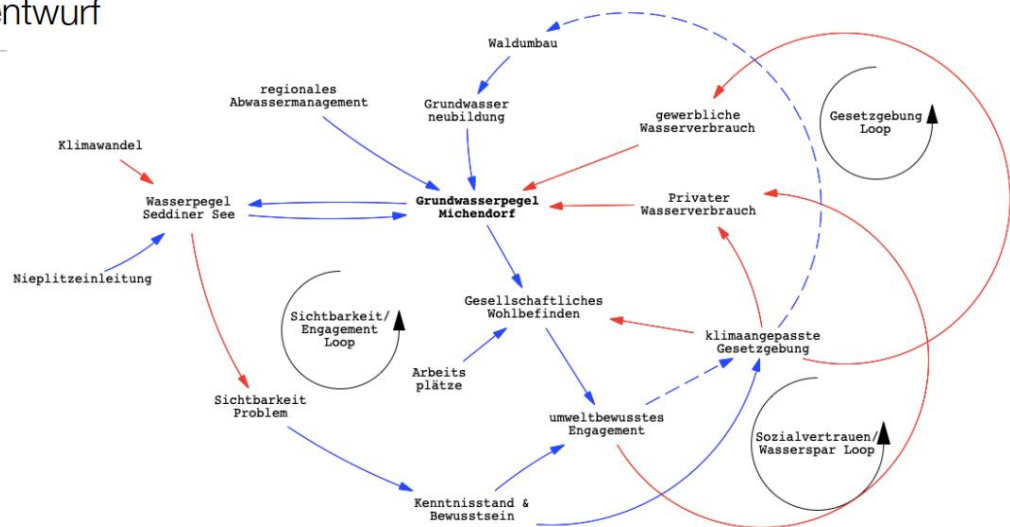 entwurf
Waldumbau
regionales
Abwassermanagement
Grundwasser
neubildung
gewerbliche
Wasserverbrauch
Gesetzgebung
Loop
Klimawandel
Wasserpegel
Seddiner See
Grundwasserpegel
Michendorf
Privater
Wasserverbrauch
Nieplitzeinleitung
Sichtbarkeit/
Engagement
Loop
Gesellschaftliches
Wohlbefinden
klimaangepasste
Gesetzgebung
Arbeits
plätze
Sichtbarkeit
Problem
umweltbewusstes
Engagement
Sozialvertrauen/
Wasserspar Loop
Kenntnisstand &
Bewusstsein